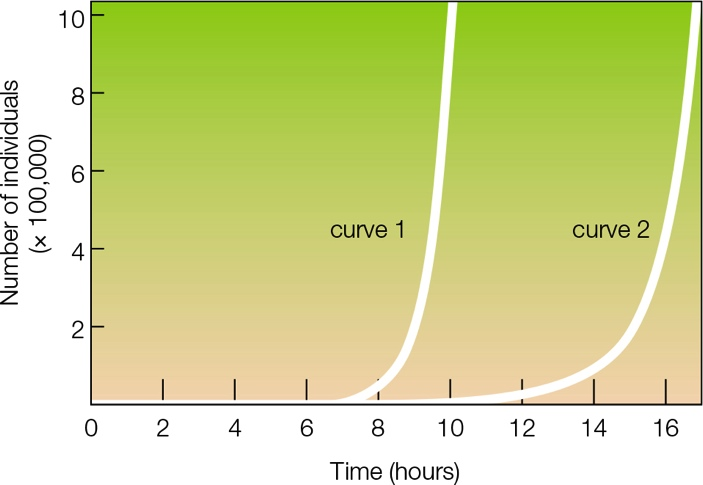 Number of individuals
(× 100,000)
10
8
6
4
2
curve 1
curve 2
0 2 4 6 8 10 12 14 16
Time (hours)